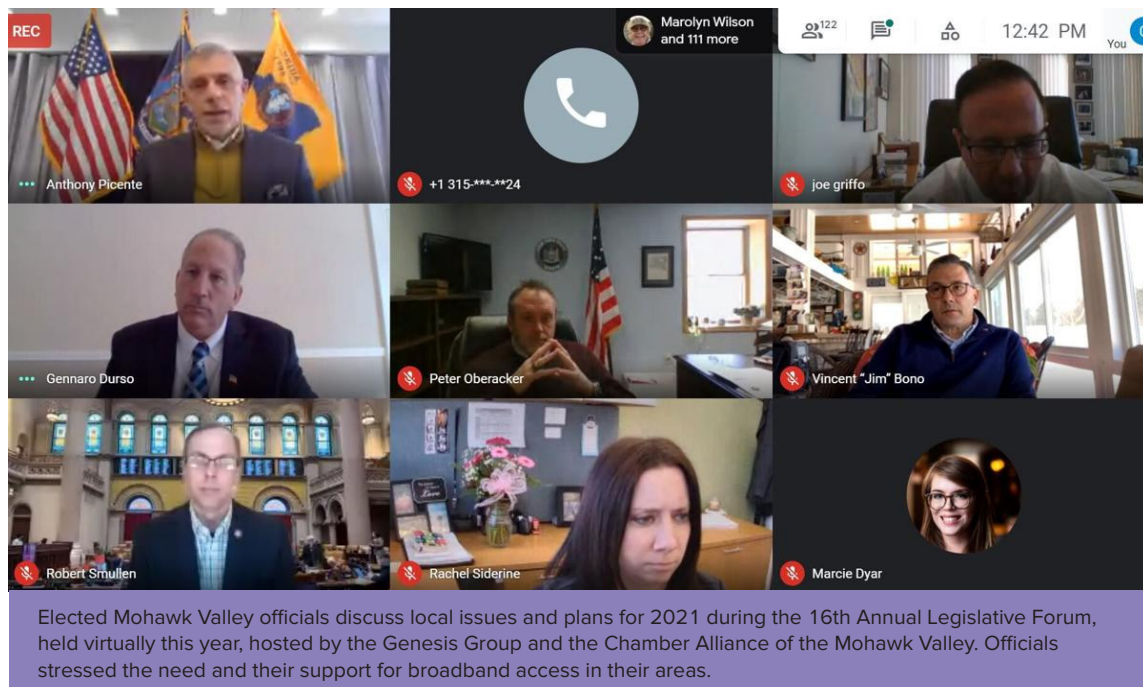 REC
Marolyn Wilson
and 111 more
122
12:42 PM
You
Anthony Picente
+1 315-***-**24
joe griffo
Gennaro Durso
Peter Oberacker
Vincent "Jim" Bono
Robert Smullen
Rachel Siderine
Marcie Dyar
Elected Mohawk Valley officials discuss local issues and plans for 2021 during the 16th Annual Legislative Forum,
held virtually this year, hosted by the Genesis Group and the Chamber Alliance of the Mohawk Valley. Officials
stressed the need and their support for broadband access in their areas.